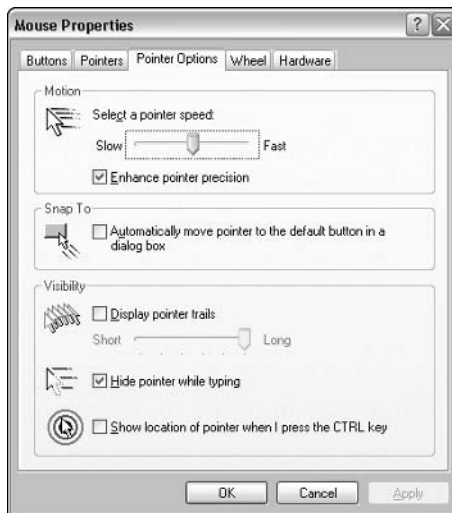 Mouse Properties
Buttons Pointers Pointer Options Wheel Hardware
Motion
Select a pointer speed:
Slow Fast
Enhance pointer precision
Snap To
Automatically move pointer to the default button in a
dialog box
Visibility
Display pointer trails
Short Long
Hide pointer while typing
Show location of pointer when I press the CTRL key
OK Cancel Apply